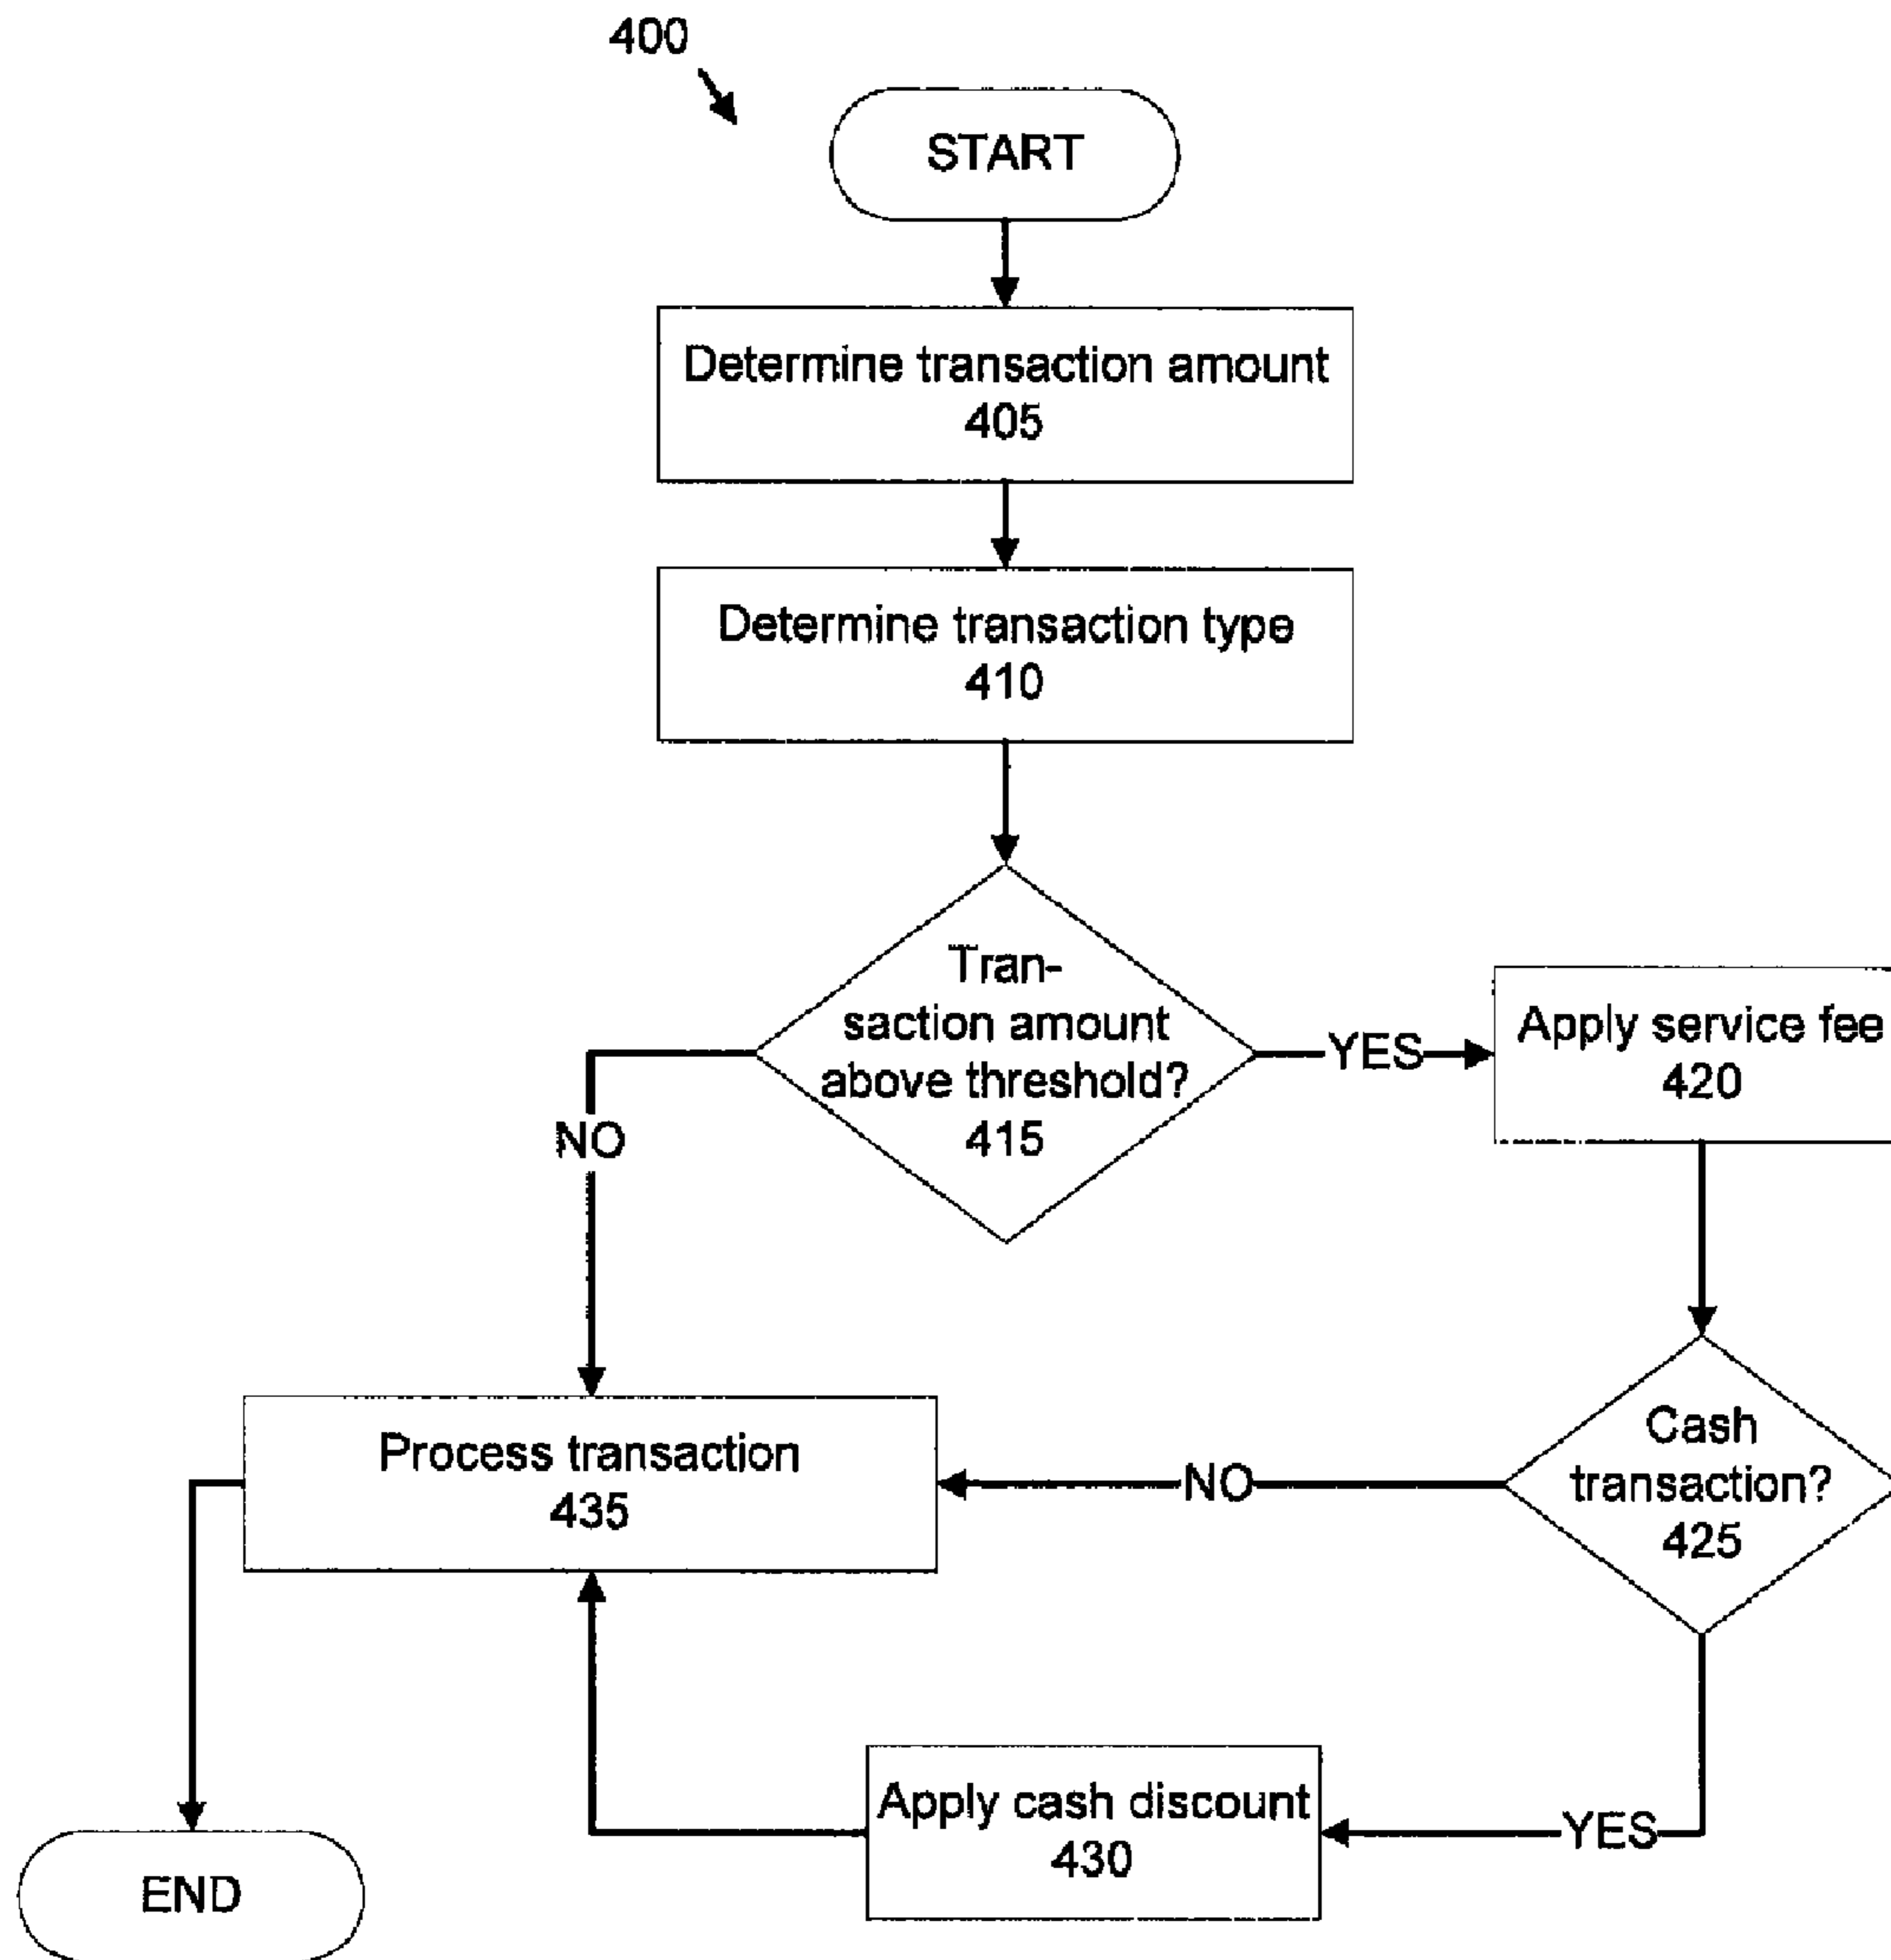 400
START
Determine transaction amount
405
Determine transaction type
410
Tran-
saction amount
above threshold?
415
YES
Apply service fee
420
NO
Cash
transaction?
425
NO
Process transaction
435
YES
Apply cash discount
430
END